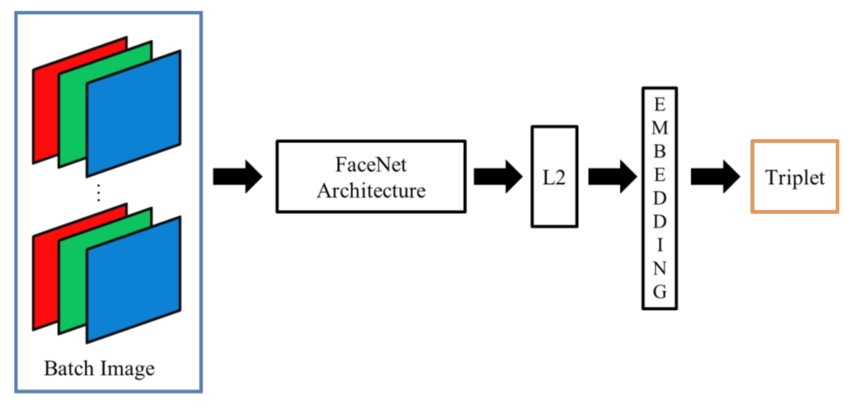 Batch Image
FaceNet
Architecture
L2
E
M
B
E
D
D
I
N
G
Triplet